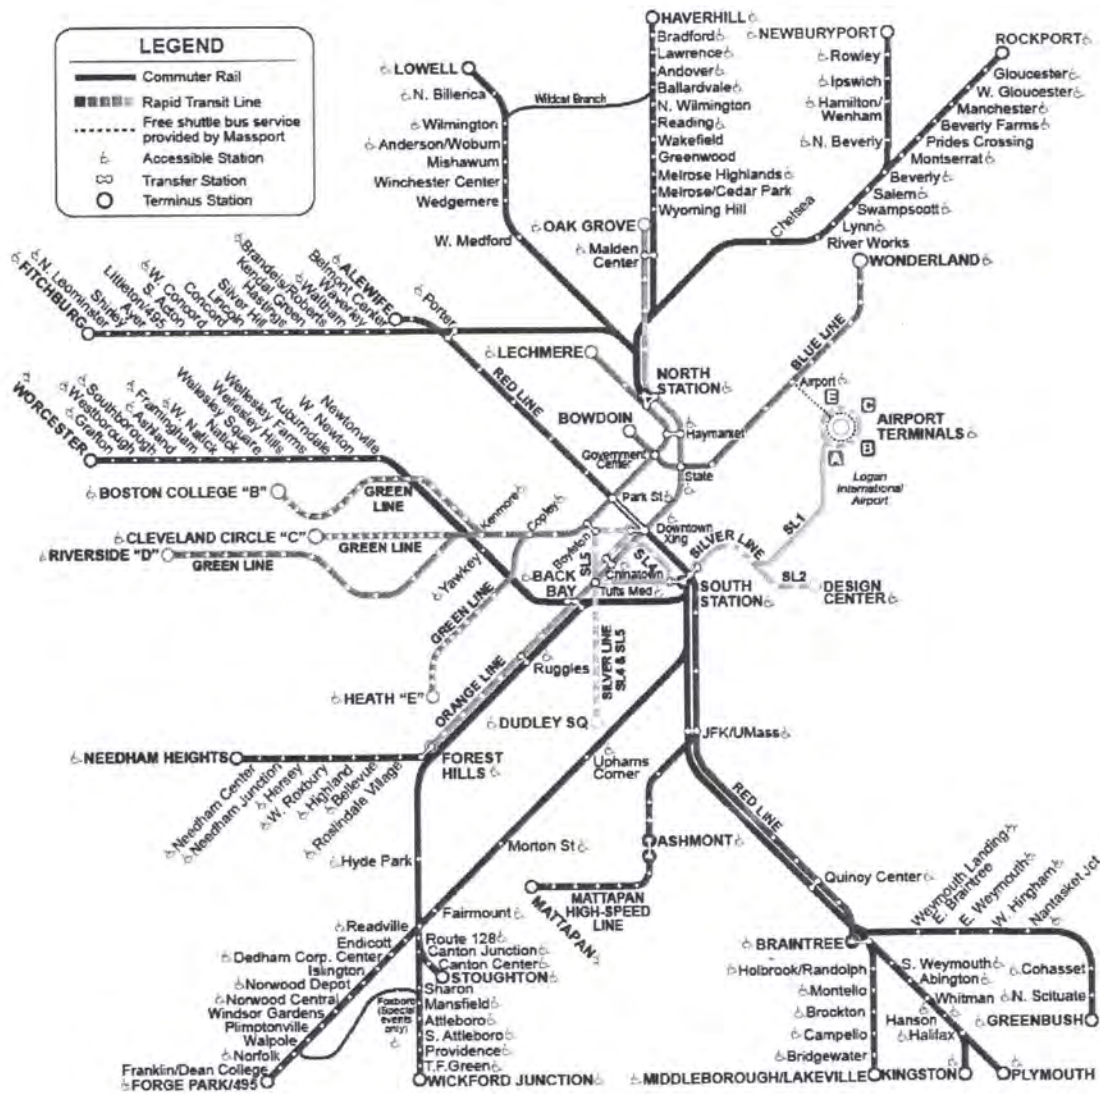 LEGEND
Commuter Rail
Rapid Transit Line
Free shuttle bus service
provided by Massport
Accessible Station
Transfer Station
Terminus Station
HAVERHILL
Bradford
Lawrence
Andover
Ballardvale
N. Wilmington
Reading
Wakefield
Greenwood
Melrose Highlands
Melrose/Cedar Park
Wyoming Hill
NEWBURYPORT
Rowley
Ipswich
Hamilton/
Wenham
N. Beverly
ROCKPORT
Gloucester
W. Gloucester
Manchester
Beverly Farms
Prides Crossing
Montserrat
Beverly
Salem
Swampscott
Lynn
River Works
Chelsea
LOWELL
N. Billerica
Wildcat Branch
Wilmington
Anderson/Woburn
Mishawum
Winchester Center
Wedgemere
W. Medford
OAK GROVE
Malden
Center
WONDERLAND
BLUE LINE
Airport
E
C
B
A
AIRPORT
TERMINALS
Logan
International
Airport
FITCHBURG
N. Leominster
Shirley
Ayer
Littleton/495
S. Acton
W. Concord
Concord
Lincoln
Silver Hill
Hastings
Kendal Green
Brandeis/Roberts
Waltham
Waverley
Belmont Center
ALEWIFE
Porter
RED LINE
LECHMERE
NORTH
STATION
BOWDOIN
Haymarket
Government
Center
State
Park St
Downtown
Xing
WORCESTER
Grafton
Westborough
Southborough
Ashland
Framingham
W. Natick
Natick
Wellesley Square
Wellesley Hills
Wellesley Farms
Auburndale
W. Newton
Newtonville
BOSTON COLLEGE "B"
GREEN
LINE
CLEVELAND CIRCLE "C"
GREEN LINE
RIVERSIDE "D"
GREEN LINE
Kenmore
Copley
Boylston
Yawkey
BACK
BAY
Chinatown
Tufts Med
SL5
SL4
SILVER LINE
SL1
SL2
SOUTH
STATION
DESIGN
CENTER
GREEN LINE
HEATH "E"
ORANGE LINE
Ruggles
SILVER LINE
SL4 & SL5
DUDLEY SQ
JFK/UMass
NEEDHAM HEIGHTS
Needham Center
Needham Junction
Hersey
W. Roxbury
Highland
Bellevue
Roslindale Village
FOREST
HILLS
Uphams
Corner
Morton St
ASHMONT
MATTAPAN
HIGH-SPEED
LINE
MATTAPAN
RED LINE
Quincy Center
BRAINTREE
Weymouth Landing/
E. Braintree
E. Weymouth
W. Hingham
Nantasket Jct
Cohasset
N. Scituate
GREENBUSH
Hyde Park
Readville
Fairmount
Endicott
Dedham Corp. Center
Islington
Norwood Depot
Norwood Central
Windsor Gardens
Plimptonville
Walpole
Norfolk
Franklin/Dean College
FORGE PARK/495
Foxboro
(Special
events
only)
Route 128
Canton Junction
Canton Center
STOUGHTON
Sharon
Mansfield
Attleboro
S. Attleboro
Providence
T.F.Green
WICKFORD JUNCTION
Holbrook/Randolph
Montello
Brockton
Campello
Bridgewater
MIDDLEBOROUGH/LAKEVILLE
S. Weymouth
Abington
Whitman
Hanson
Halifax
KINGSTON
PLYMOUTH